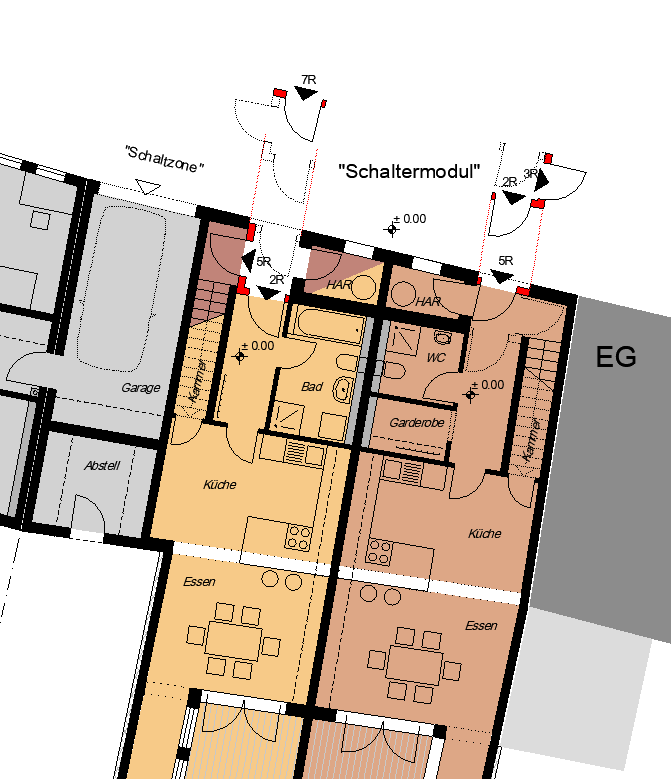 7R
"Schaltzone"
"Schaltermodul"
3R
2R
± 0.00
5R
5R
2R
HAR
HAR
EG
± 0.00
WC
± 0.00
Garage
Kammer
Bad
Garderobe
Kammer
Abstell
Küche
Küche
Essen
Essen